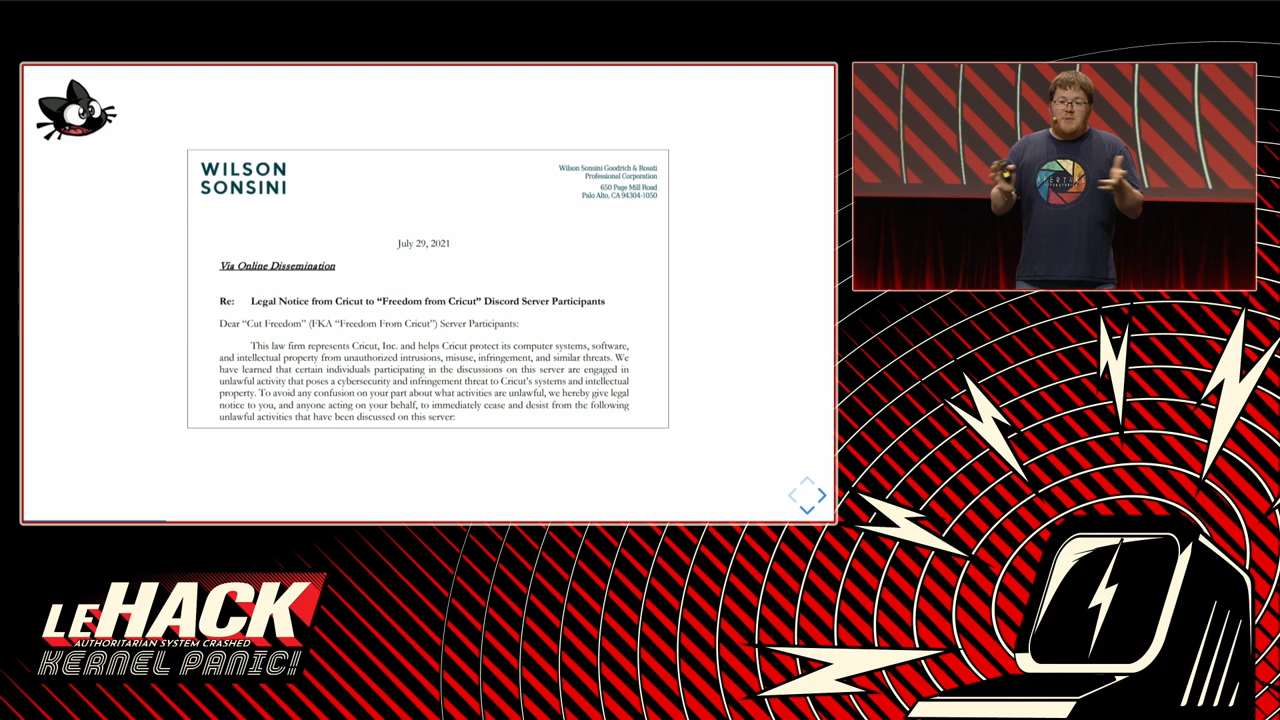 WILSON
SONSINI
Wilson Sonsini Goodrich & Rosati
Professional Corporation
650 Page Mill Road
Palo Alto, CA 94304-1050
July 29, 2021
Via Online Dissemination
Re: Legal Notice from Cricut to “Freedom from Cricut” Discord Server Participants
Dear “Cut Freedom” (FKA “Freedom From Cricut”) Server Participants:
This law firm represents Cricut, Inc. and helps Cricut protect its computer systems, software,
and intellectual property from unauthorized intrusions, misuse, infringement, and similar threats. We
have learned that certain individuals participating in the discussions on this server are engaged in
unlawful activity that poses a cybersecurity and infringement threat to Cricut’s systems and intellectual
property. To avoid any confusion on your part about what activities are unlawful, we hereby give legal
notice to you, and anyone acting on your behalf, to immediately cease and desist from the following
unlawful activities that have been discussed on this server:
LEHACK
AUTHORITARIAN SYSTEM CRASHED
KERNEL PANIC!